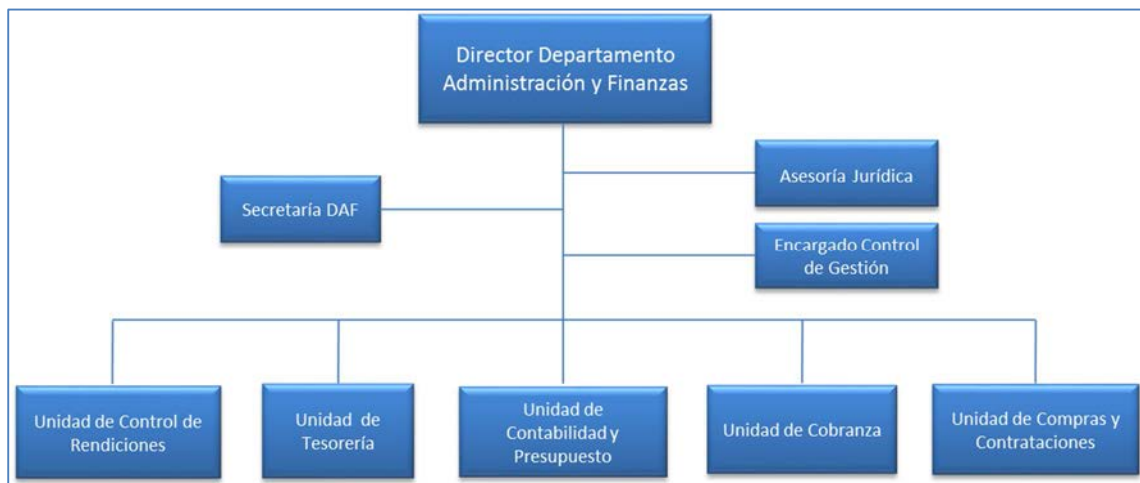 Director Departamento
Administración y Finanzas
Asesoría Jurídica
Secretaría DAF
Encargado Control
de Gestión
Unidad de Control de
Rendiciones
Unidad de
Tesorería
Unidad de
Contabilidad y
Presupuesto
Unidad de Cobranza
Unidad de Compras y
Contrataciones